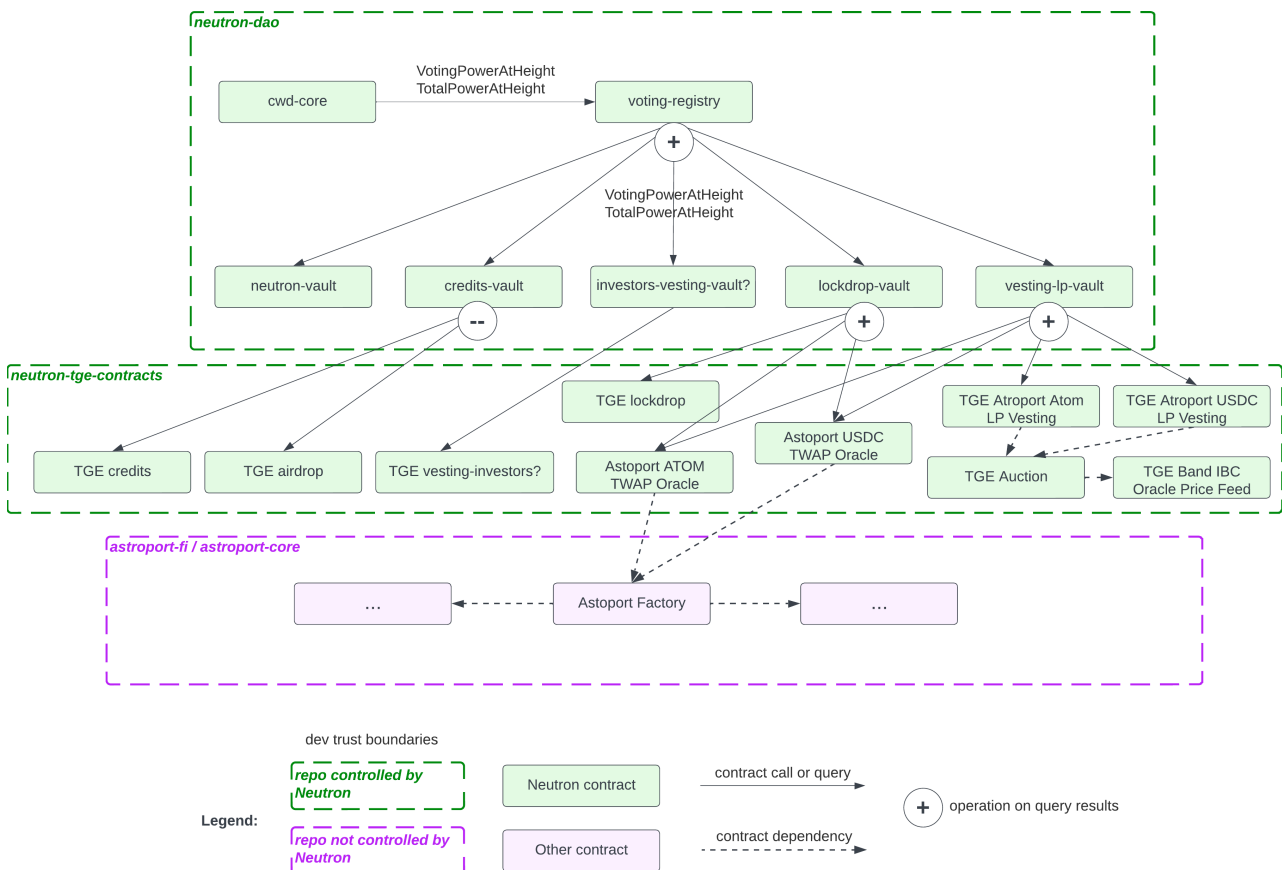 neutron-dao
VotingPowerAtHeight
TotalPowerAtHeight
cwd-core
voting-registry
+
VotingPowerAtHeight
TotalPowerAtHeight
neutron-vault
credits-vault
investors-vesting-vault?
lockdrop-vault
vesting-lp-vault
--
+
+
neutron-tge-contracts
TGE lockdrop
TGE Atroport Atom
LP Vesting
TGE Atroport USDC
LP Vesting
Astoport USDC
TWAP Oracle
TGE credits
TGE airdrop
TGE vesting-investors?
Astoport ATOM
TWAP Oracle
TGE Auction
TGE Band IBC
Oracle Price Feed
astroport-fi / astroport-core
...
Astoport Factory
...
dev trust boundaries
repo controlled by
Neutron
Neutron contract
contract call or query
+
operation on query results
Legend:
repo not controlled by
Neutron
Other contract
contract dependency